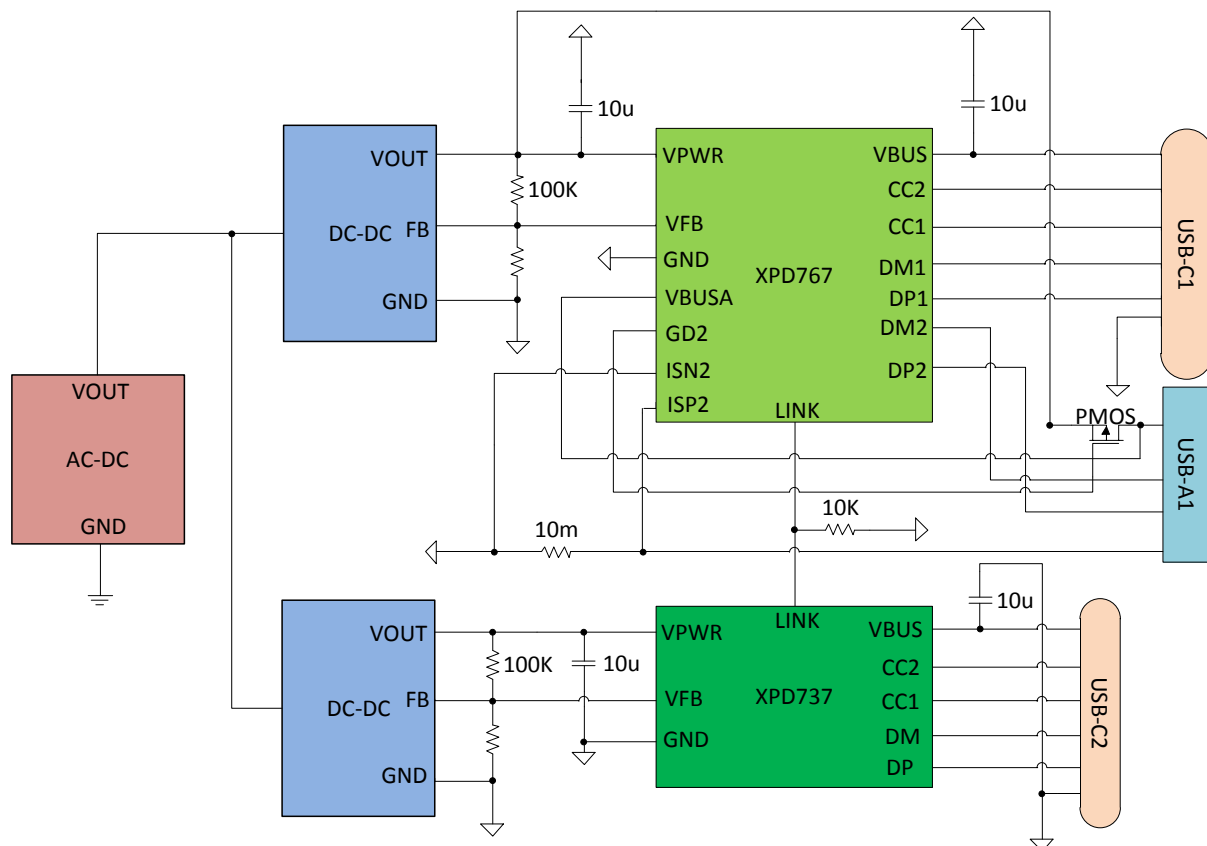 10u
10u
VOUT
VPWR
VBUS
100K
CC2
DC-DC
FB
VFB
CC1
USB-C1
GND
XPD767
DM1
VBUSA
DP1
GND
GD2
DM2
ISN2
DP2
ISP2
LINK
PMOS
USB-A1
VOUT
AC-DC
GND
10m
10K
10u
VOUT
VPWR
LINK
VBUS
100K
10u
CC2
DC-DC
FB
VFB
XPD737
CC1
USB-C2
GND
DM
GND
DP